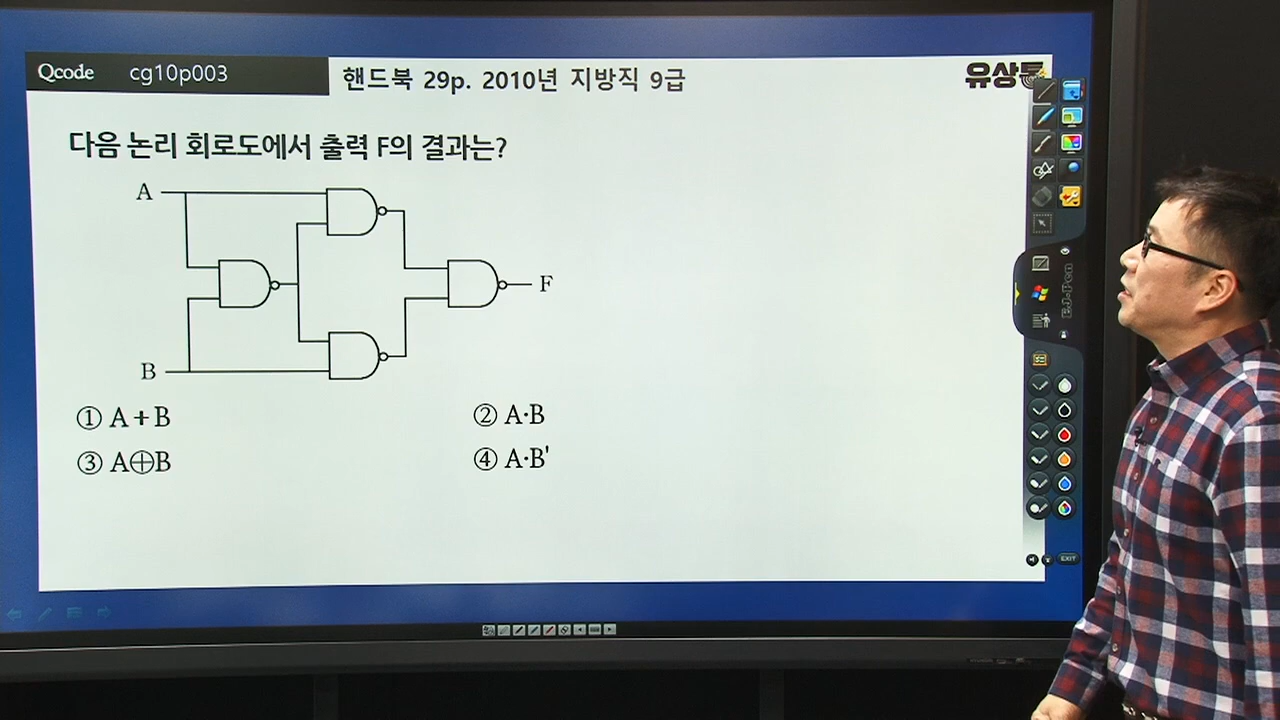 Qcode cg10p003 핸드북 29p. 2010년 지방직 9급
유상통
다음 논리 회로도에서 출력 F의 결과는?
A
F
B
① A + B ② A·B
③ A⊕B ④ A·B'
EXIT